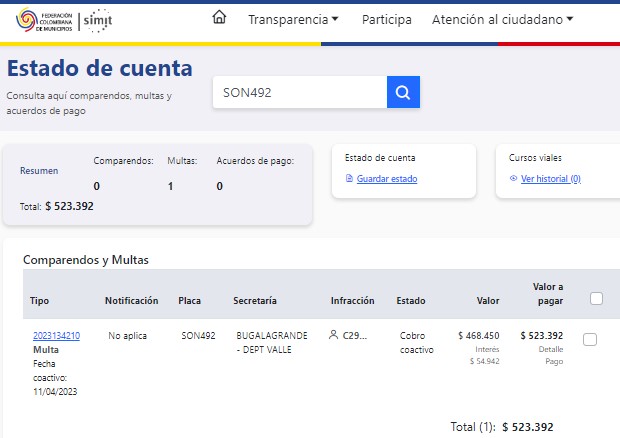 FEDERACIÓN
COLOMBIANA
DE MUNICIPIOS
simit
Transparencia
Participa
Atención al ciudadano
Estado de cuenta
Consulta aquí comparendos, multas y
acuerdos de pago
SON492
Resumen
Comparendos:
Multas:
Acuerdos de pago:
0
1
0
Total: $ 523.392
Estado de cuenta
Guardar estado
Cursos viales
Ver historial (0)
Comparendos y Multas
Tipo
Notificación
Placa
Secretaría
Infracción
Estado
Valor
Valor a
pagar
2023134210
Multa
Fecha
coactivo:
11/04/2023
No aplica
SON492
BUGALAGRANDE
- DEPT VALLE
C29...
Cobro
coactivo
$ 468.450
Interés
$ 54.942
$ 523.392
Detalle
Pago
Total (1): $ 523.392